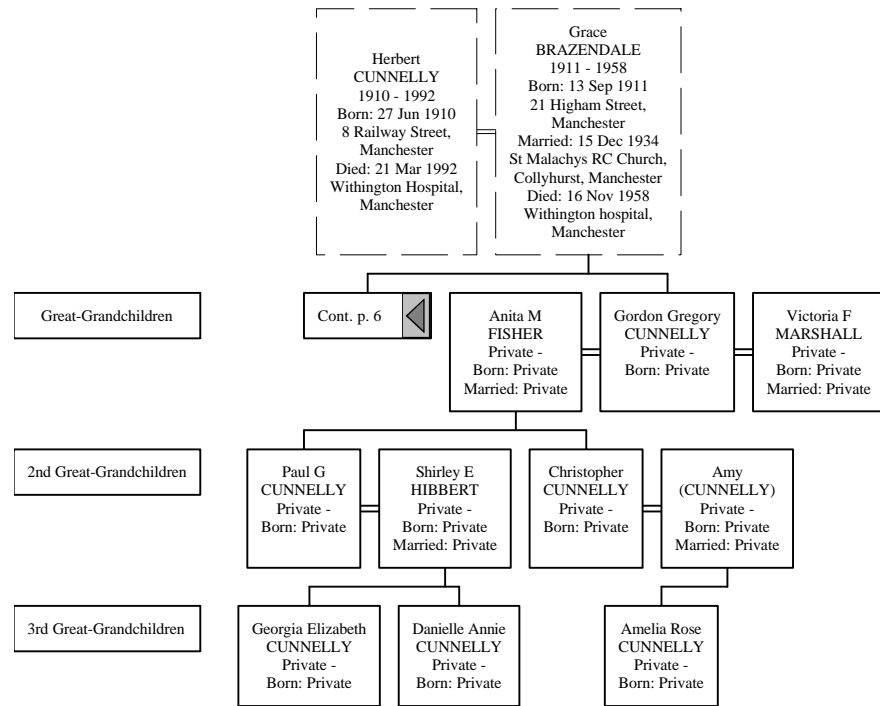 Herbert
CUNNELLY
1910 - 1992
Born: 27 Jun 1910
8 Railway Street,
Manchester
Died: 21 Mar 1992
Withington Hospital,
Manchester
Grace
BRAZENDALE
1911 - 1958
Born: 13 Sep 1911
21 Higham Street,
Manchester
Married: 15 Dec 1934
St Malachys RC Church,
Collyhurst, Manchester
Died: 16 Nov 1958
Withington hospital,
Manchester
Great-Grandchildren
Cont. p. 6
Anita M
FISHER
Private -
Born: Private
Married: Private
Gordon Gregory
CUNNELLY
Private -
Born: Private
Victoria F
MARSHALL
Private -
Born: Private
Married: Private
2nd Great-Grandchildren
Paul G
CUNNELLY
Private -
Born: Private
Shirley E
HIBBERT
Private -
Born: Private
Married: Private
Christopher
CUNNELLY
Private -
Born: Private
Amy
(CUNNELLY)
Private -
Born: Private
Married: Private
3rd Great-Grandchildren
Georgia Elizabeth
CUNNELLY
Private -
Born: Private
Danielle Annie
CUNNELLY
Private -
Born: Private
Amelia Rose
CUNNELLY
Private -
Born: Private